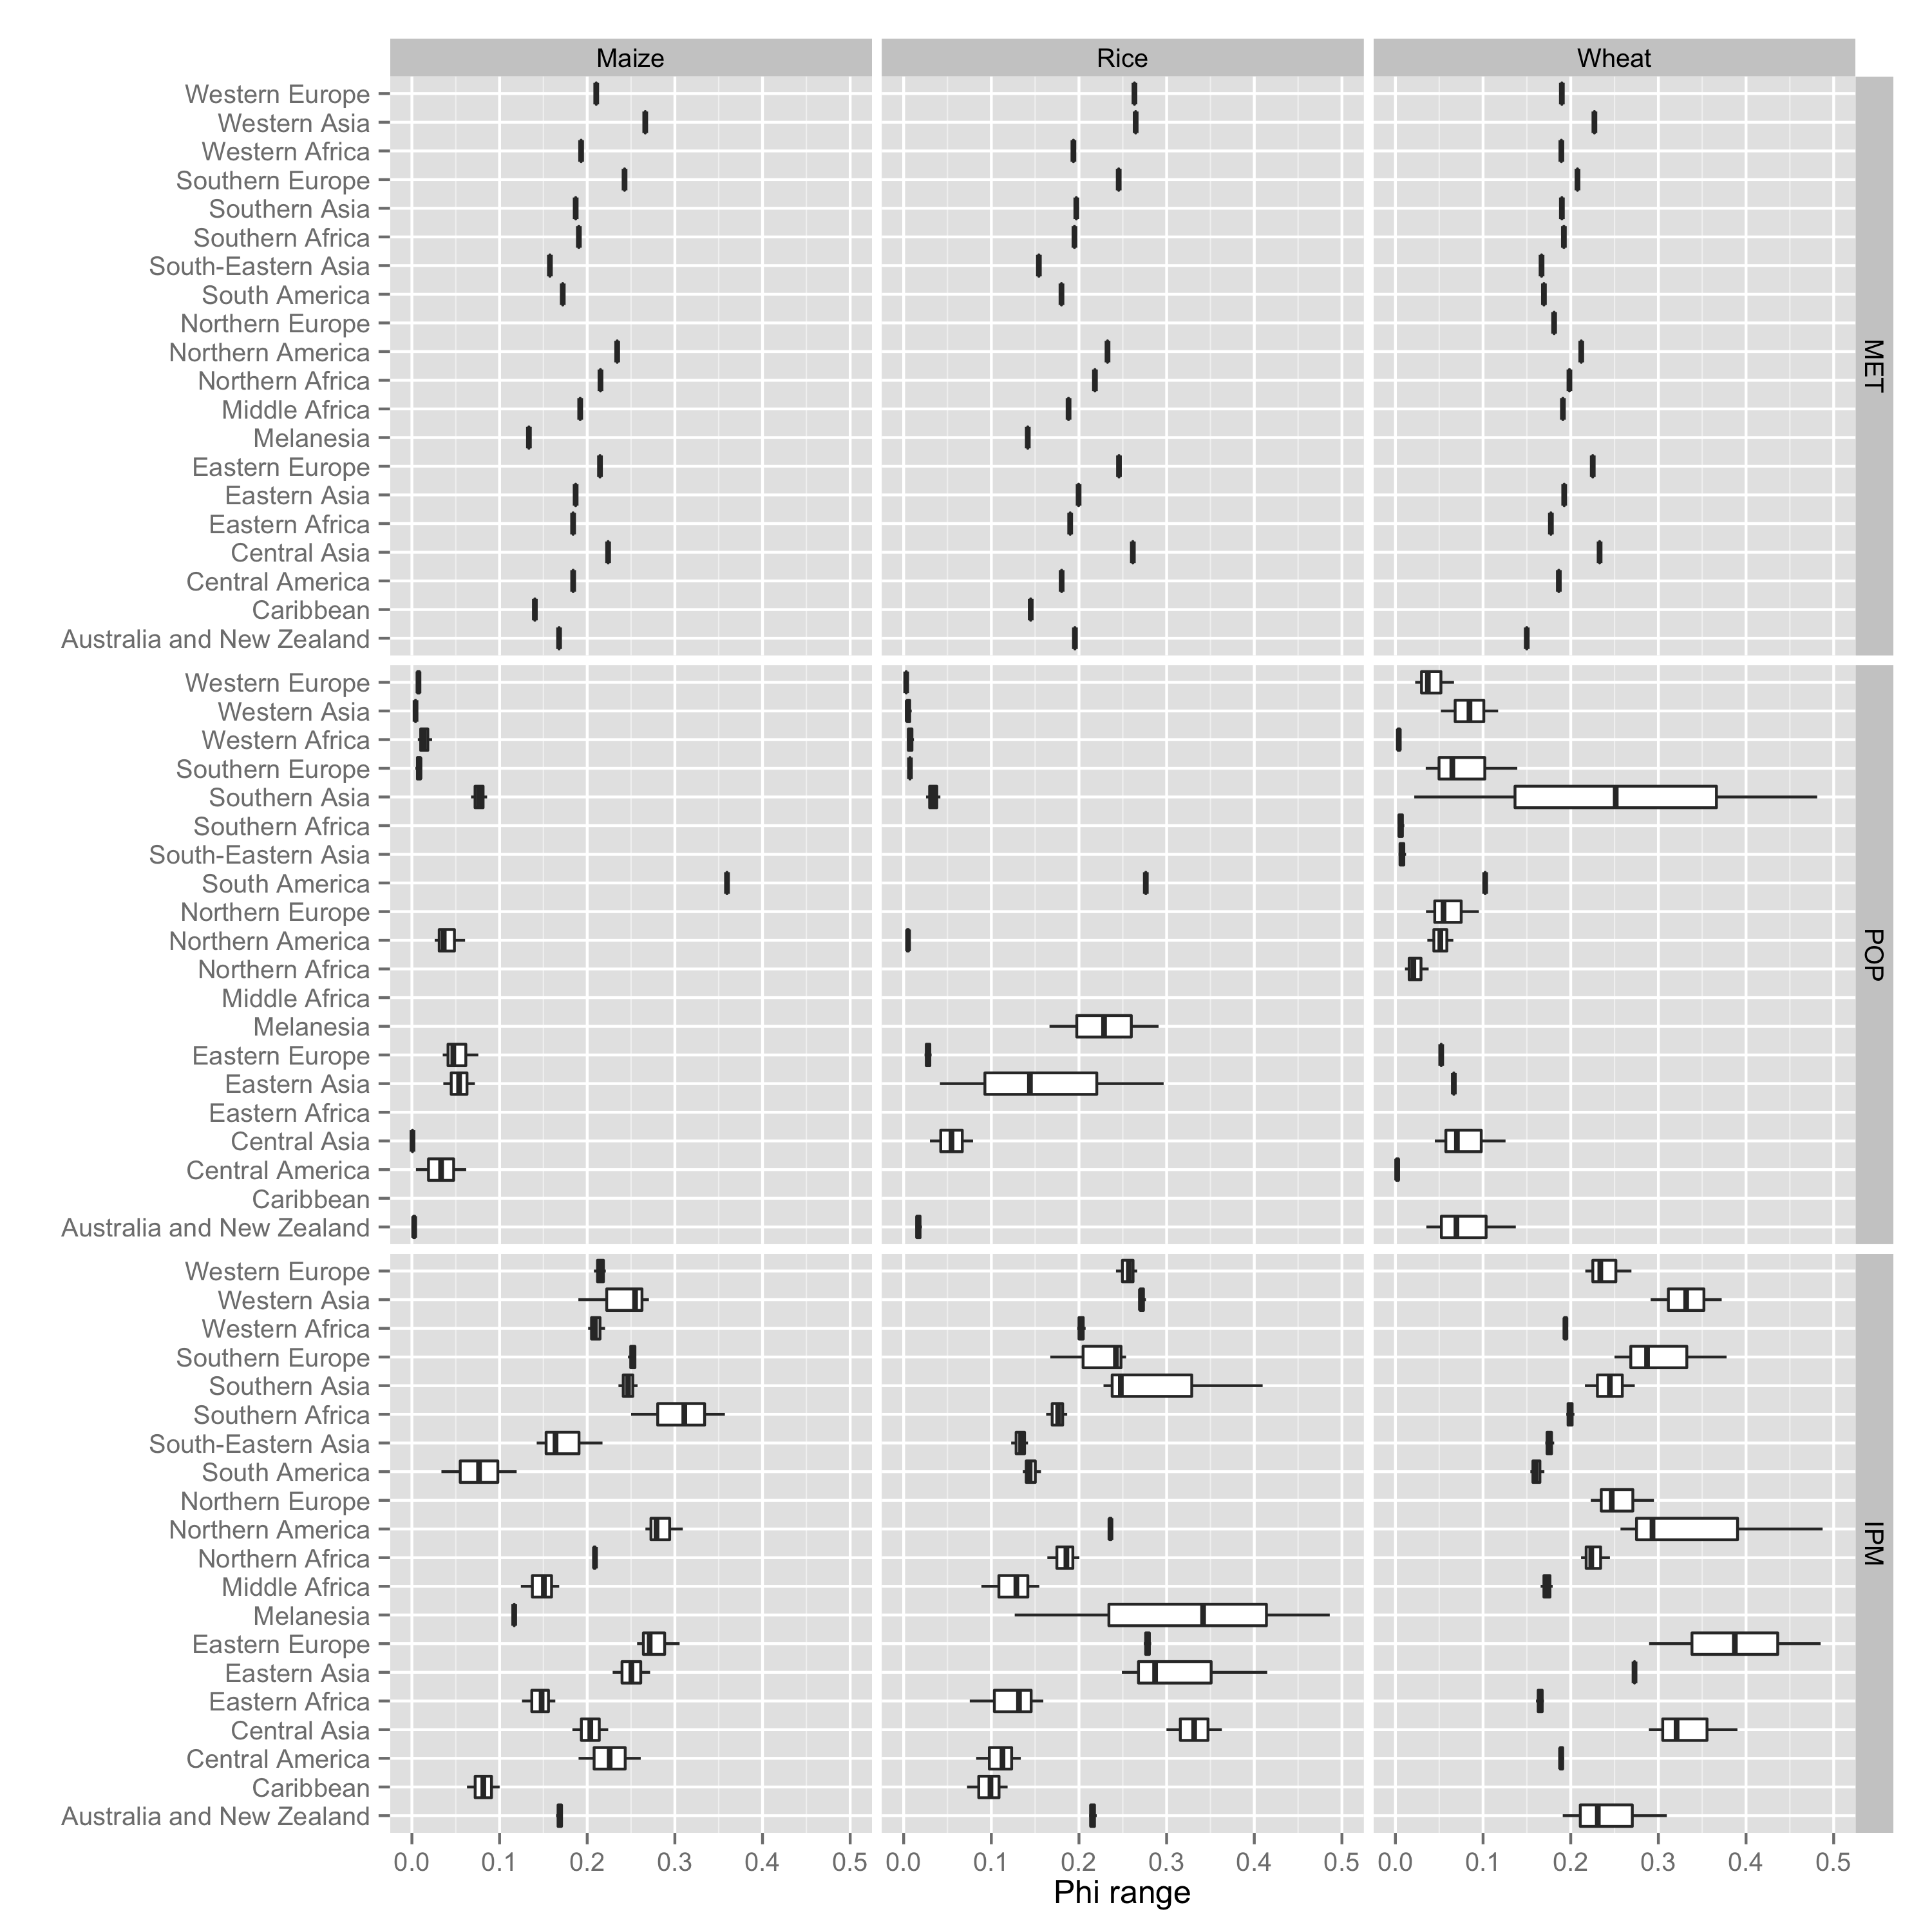 Maize Rice Wheat
Western Europe
Western Asia
Western Africa
Southern Europe
Southern Asia
Southern Africa
South-Eastern Asia
South America
Northern Europe
Northern America
Northern Africa
Middle Africa
Melanesia
Eastern Europe
Eastern Asia
Eastern Africa
Central Asia
Central America
Caribbean
Australia and New Zealand
MET
Western Europe
Western Asia
Western Africa
Southern Europe
Southern Asia
Southern Africa
South-Eastern Asia
South America
Northern Europe
Northern America
Northern Africa
Middle Africa
Melanesia
Eastern Europe
Eastern Asia
Eastern Africa
Central Asia
Central America
Caribbean
Australia and New Zealand
POP
Western Europe
Western Asia
Western Africa
Southern Europe
Southern Asia
Southern Africa
South-Eastern Asia
South America
Northern Europe
Northern America
Northern Africa
Middle Africa
Melanesia
Eastern Europe
Eastern Asia
Eastern Africa
Central Asia
Central America
Caribbean
Australia and New Zealand
IPM
0.0 0.1 0.2 0.3 0.4 0.5 0.0 0.1 0.2 0.3 0.4 0.5 0.0 0.1 0.2 0.3 0.4 0.5
Phi range